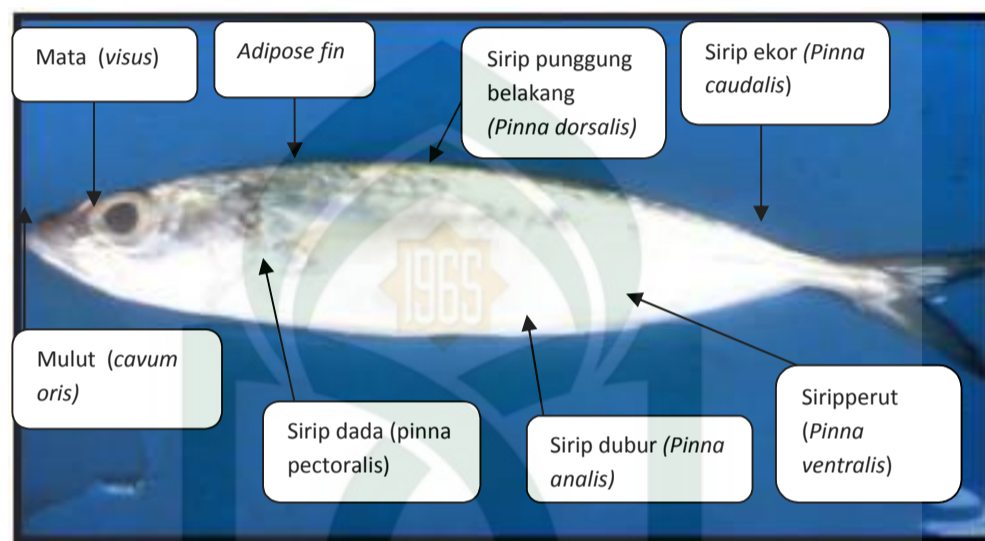 Mata (visus)
Adipose fin
Sirip punggung
belakang
(Pinna dorsalis)
Sirip ekor (Pinna
caudalis)
1965
Mulut (cavum
oris)
Sirip dada (pinna
pectoralis)
Sirip dubur (Pinna
analis)
Siripperut
(Pinna
ventralis)